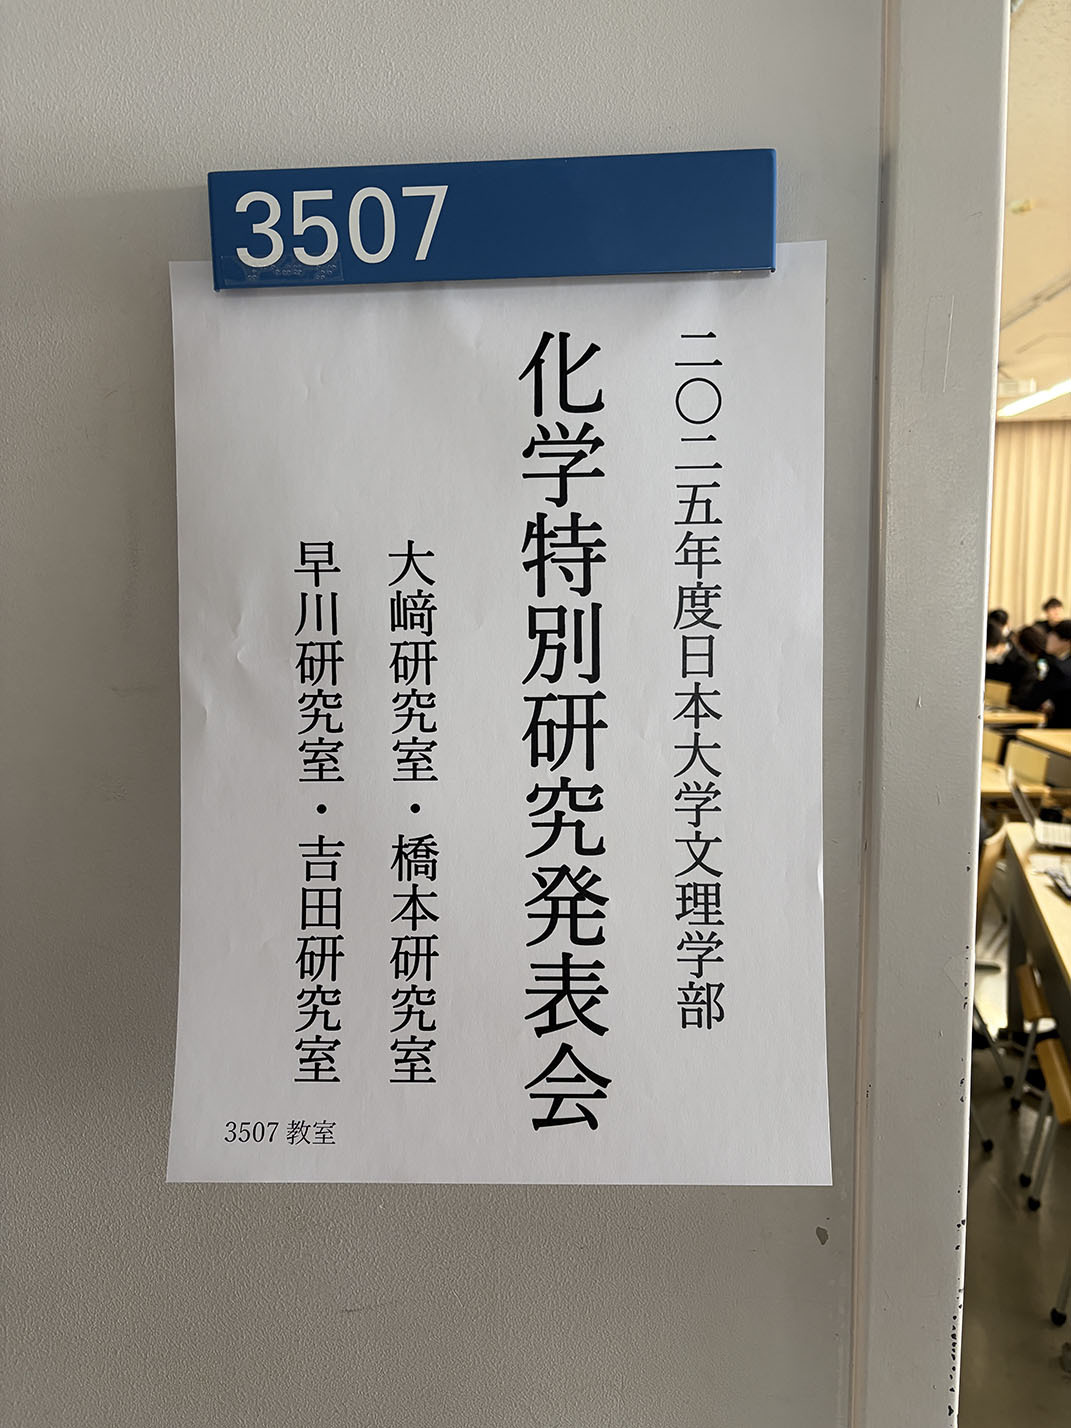 3507
二〇二五年度日本大学文理学部
化学特別研究発表会
大﨑研究室・橋本研究室
早川研究室・吉田研究室
3507 教室